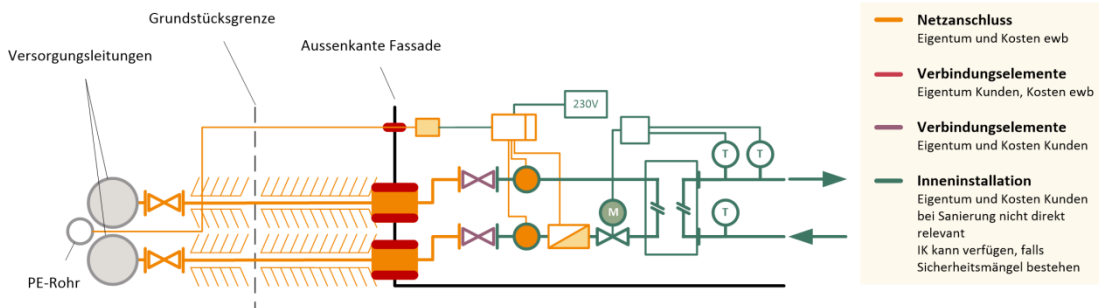 Grundstücksgrenze
Versorgungsleitungen
Aussenkante Fassade
230V
T
T
M
T
PE-Rohr
Netzanschluss
Eigentum und Kosten ewb
Verbindungselemente
Eigentum Kunden, Kosten ewb
Verbindungselemente
Eigentum und Kosten Kunden
Inneninstallation
Eigentum und Kosten Kunden
bei Sanierung nicht direkt
relevant
IK kann verfügen, falls
Sicherheitsmängel bestehen